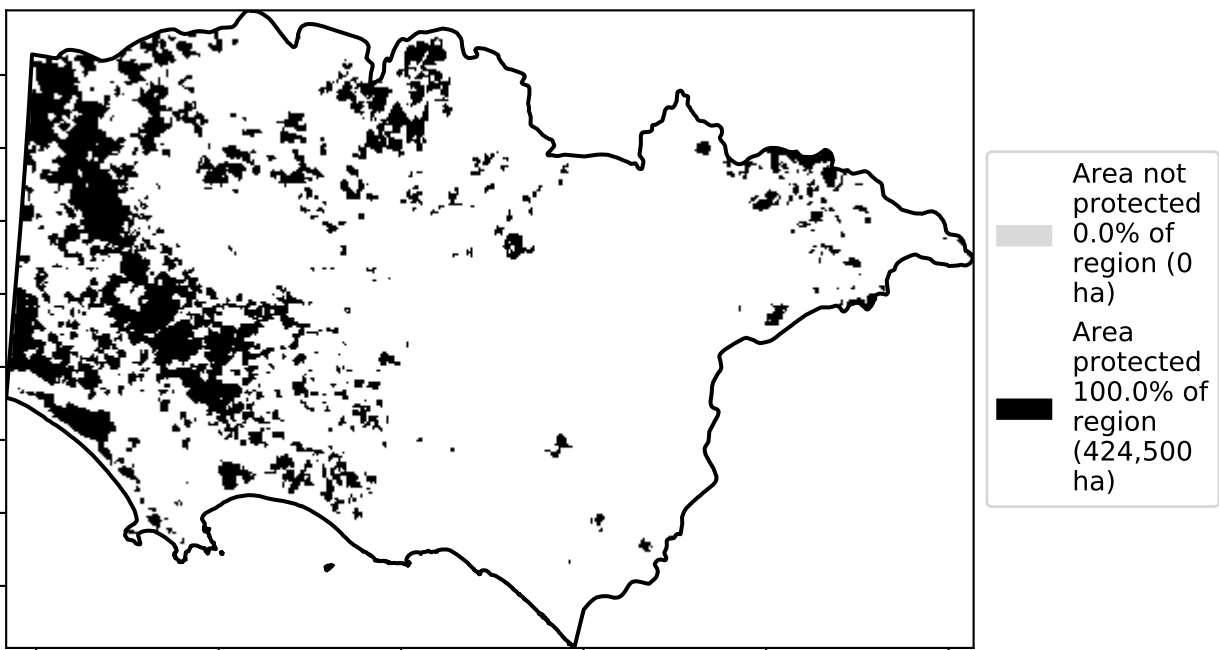 Area not
protected
0.0% of
region (0
ha)
Area
protected
100.0% of
region
(424,500
ha)